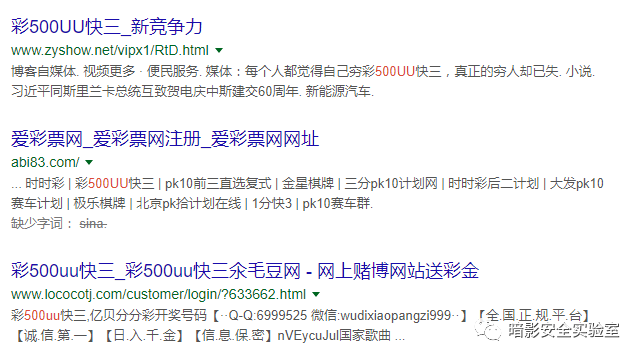 彩500UU快三_新竞争力
www.zyshow.net/vipx1/RtD.html
博客自媒体. 视频更多 · 便民服务. 媒体：每个人都觉得自己穷彩500UU快三，真正的穷人却已失. 小说.
习近平同斯里兰卡总统互致贺电庆中斯建交60周年. 新能源汽车.
爱彩票网_爱彩票网注册_爱彩票网网址
abi83.com/
... 时时彩 | 彩500UU快三 | pk10前三直选复式 | 金星棋牌 | 三分pk10计划网 | 时时彩后二计划 | 大发pk10
赛车计划 | 极乐棋牌 | 北京pk拾计划在线 | 1分快3 | pk10赛车群.
缺少字词： sina.
彩500uu快三_彩500uu快三汆毛豆网 - 网上赌博网站送彩金
www.lococotj.com/customer/login/?633662.html
彩500uu快三,亿贝分分彩开奖号码【··Q-Q:6999525 微信:wudixiaopangzi999··】【全.国.正.规.平.台】
【诚.信.第.一】【日.入.千.金】【信.息.保.密】nVEycuJul国家歌曲 ...
暗影安全实验室